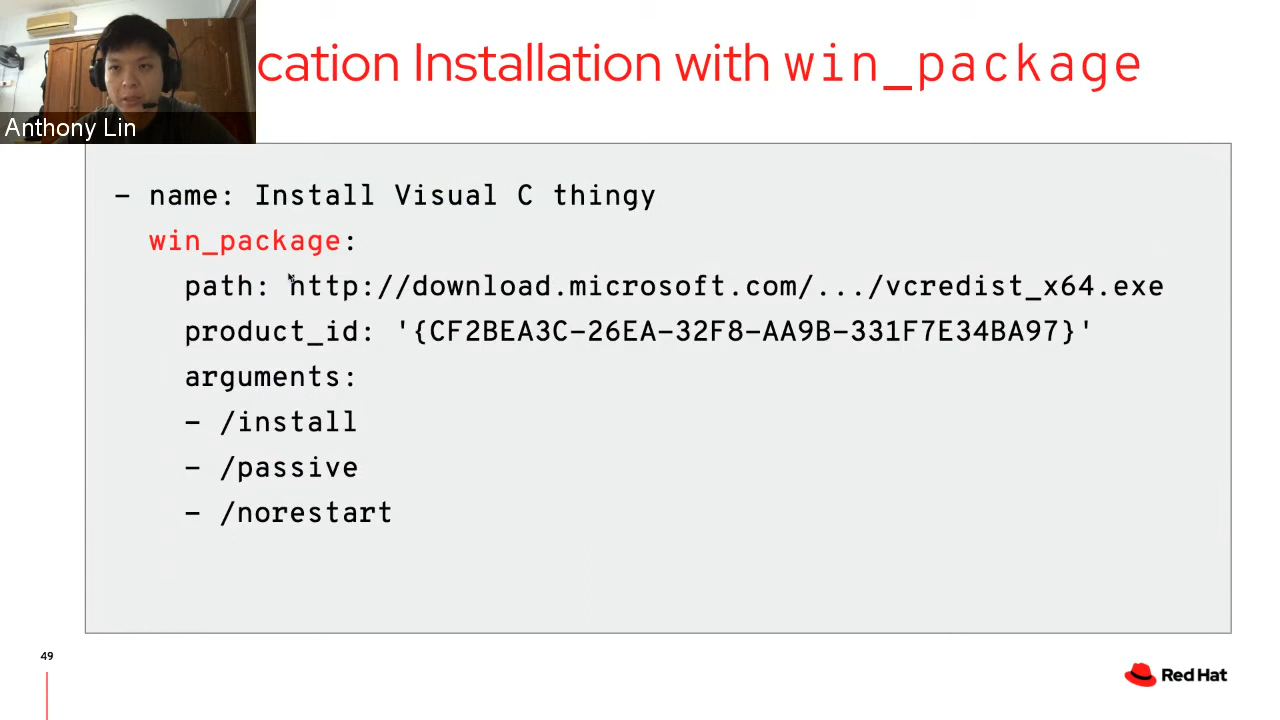 cation Installation with win_package
Anthony Lin
- name: Install Visual C thingy
win_package:
path: http://download.microsoft.com/.../vcredist_x64.exe
product_id: '{CF2BEA3C-26EA-32F8-AA9B-331F7E34BA97}'
arguments:
- /install
- /passive
- /norestart
49
Red Hat